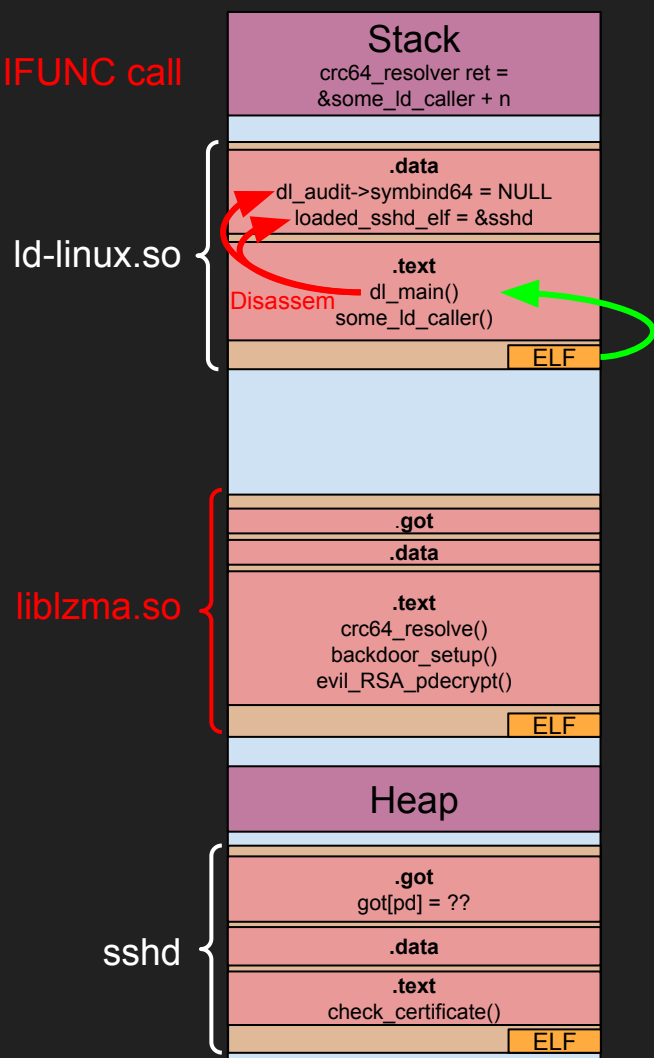 IFUNC call
Stack
crc64_resolver ret =
&some_ld_caller + n
ld-linux.so
.data
dl_audit->symbind64 = NULL
loaded_sshd_elf = &sshd
.text
Disassem
dl_main()
some_ld_caller()
ELF
liblzma.so
.got
.data
.text
crc64_resolve()
backdoor_setup()
evil_RSA_pdecrypt()
ELF
Heap
sshd
.got
got[pd] = ??
.data
.text
check_certificate()
ELF